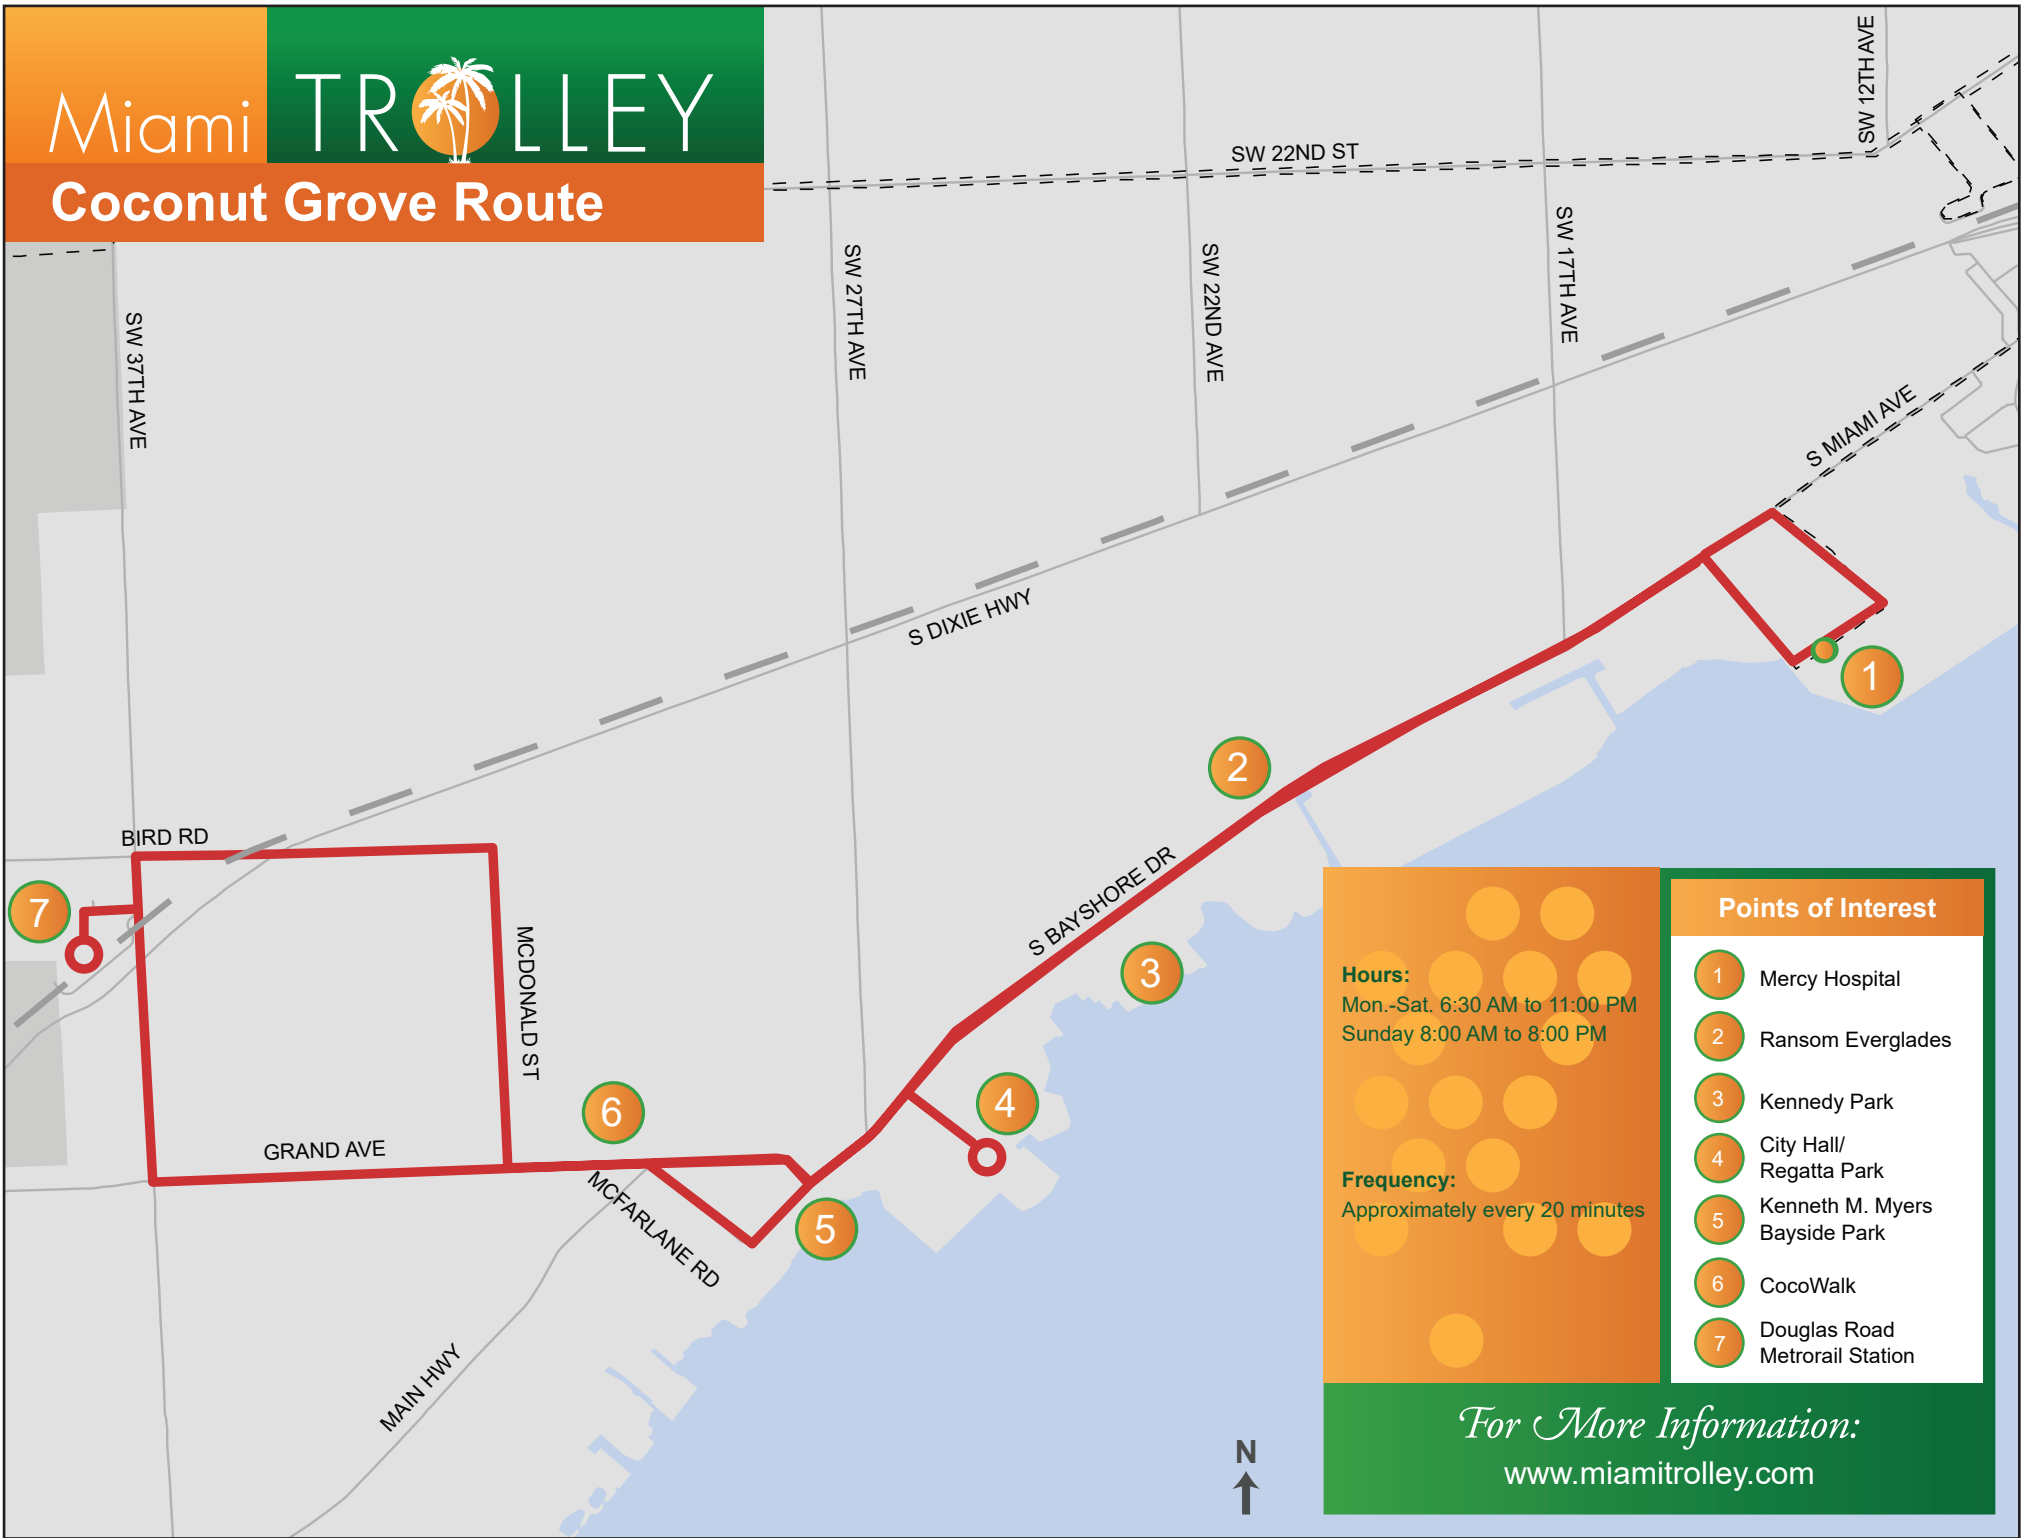 Miami TROLLEY
Coconut Grove Route
SW 12TH AVE
SW 22ND ST
SW 37TH AVE
SW 27TH AVE
SW 22ND AVE
SW 17TH AVE
S MIAMI AVE
S DIXIE HWY
1
2
BIRD RD
7
S BAYSHORE DR
3
MCDONALD ST
4
6
GRAND AVE
MCFARLANE RD
5
MAIN HWY
N
Hours:
Mon.-Sat. 6:30 AM to 11:00 PM
Sunday 8:00 AM to 8:00 PM
Frequency:
Approximately every 20 minutes
Points of Interest
1 Mercy Hospital
2 Ransom Everglades
3 Kennedy Park
4 City Hall/
Regatta Park
5 Kenneth M. Myers
Bayside Park
6 CocoWalk
7 Douglas Road
Metrorail Station
For More Information:
www.miamitrolley.com